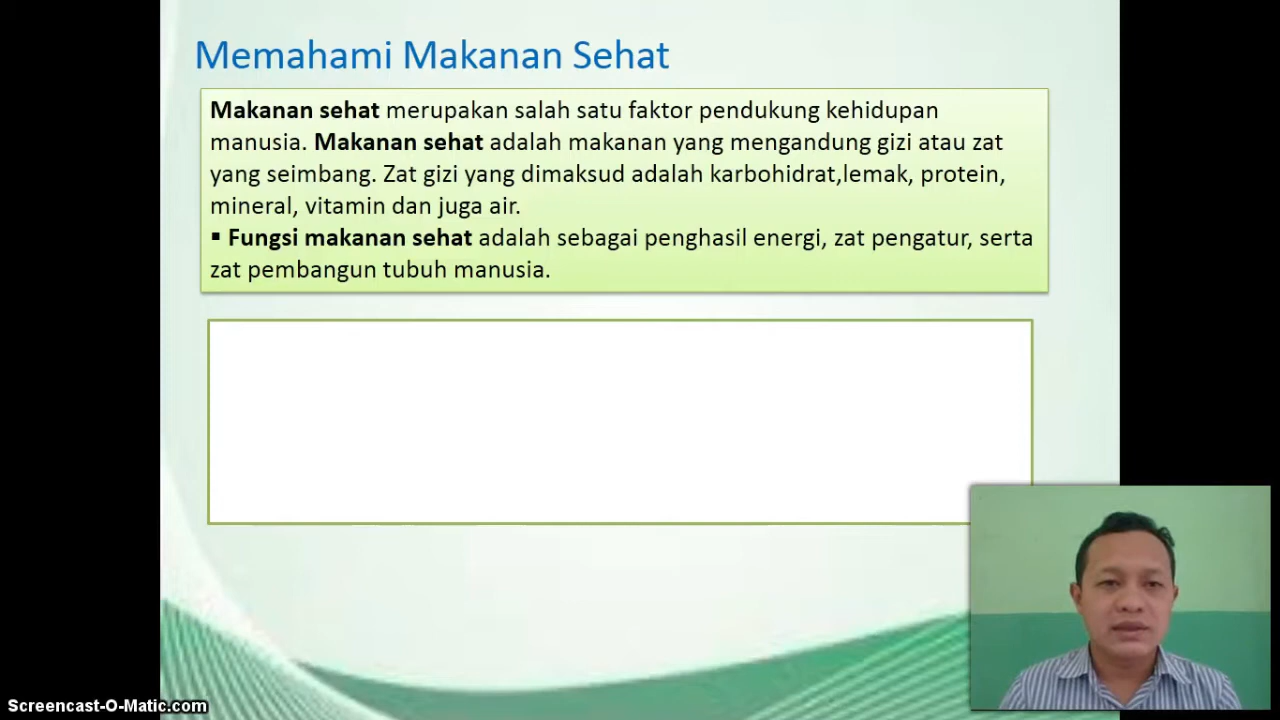 Memahami Makanan Sehat
Makanan sehat merupakan salah satu faktor pendukung kehidupan
manusia. Makanan sehat adalah makanan yang mengandung gizi atau zat
yang seimbang. Zat gizi yang dimaksud adalah karbohidrat,lemak, protein,
mineral, vitamin dan juga air.
▪ Fungsi makanan sehat adalah sebagai penghasil energi, zat pengatur, serta
zat pembangun tubuh manusia.
Screencast-O-Matic.com